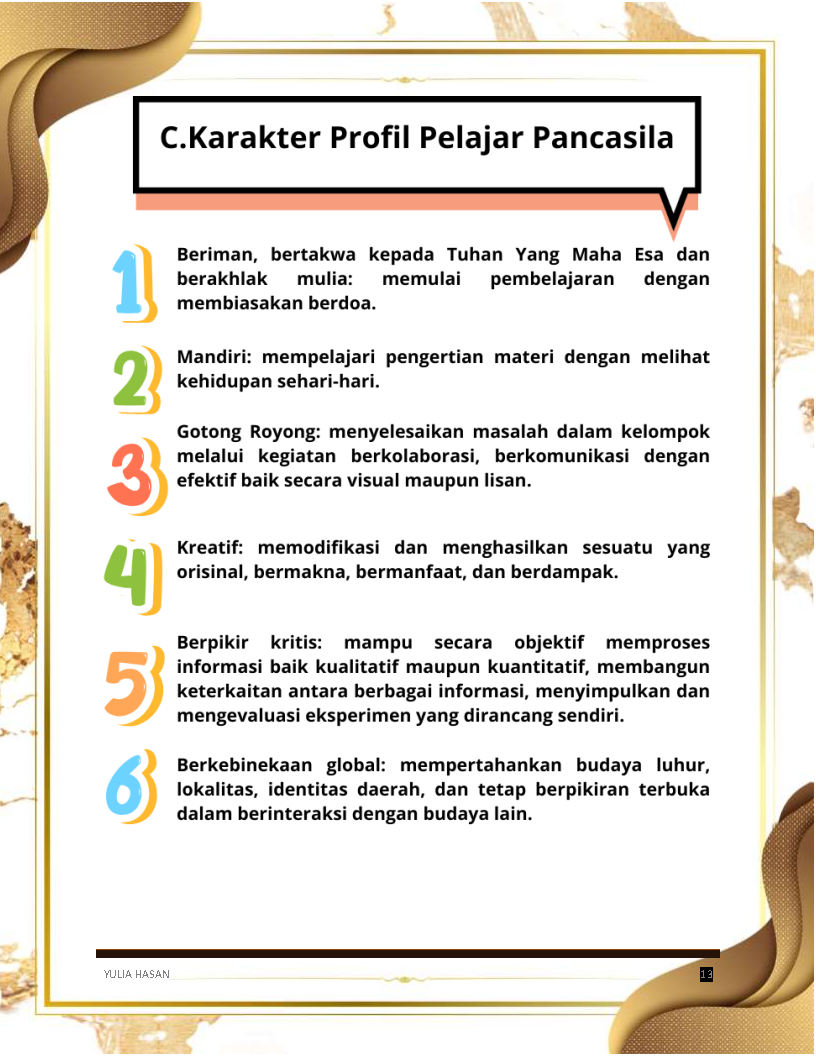 C.Karakter Profil Pelajar Pancasila
1
Beriman, bertakwa kepada Tuhan Yang Maha Esa dan
berakhlak mulia: memulai pembelajaran dengan
membiasakan berdoa.
2
Mandiri: mempelajari pengertian materi dengan melihat
kehidupan sehari-hari.
3
Gotong Royong: menyelesaikan masalah dalam kelompok
melalui kegiatan berkolaborasi, berkomunikasi dengan
efektif baik secara visual maupun lisan.
4
Kreatif: memodifikasi dan menghasilkan sesuatu yang
orisinal, bermakna, bermanfaat, dan berdampak.
5
Berpikir kritis: mampu secara objektif memproses
informasi baik kualitatif maupun kuantitatif, membangun
keterkaitan antara berbagai informasi, menyimpulkan dan
mengevaluasi eksperimen yang dirancang sendiri.
6
Berkebinekaan global: mempertahankan budaya luhur,
lokalitas, identitas daerah, dan tetap berpikiran terbuka
dalam berinteraksi dengan budaya lain.
YULIA HASAN
13